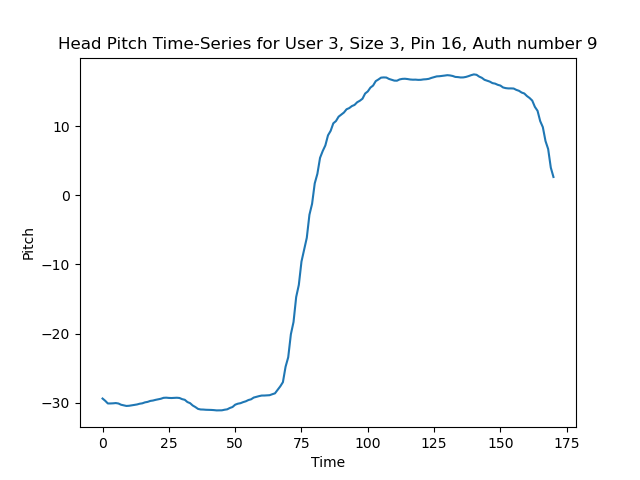 Head Pitch Time-Series for User 3, Size 3, Pin 16, Auth number 9
10
0
−10
−20
−30
Pitch
0 25 50 75 100 125 150 175
Time